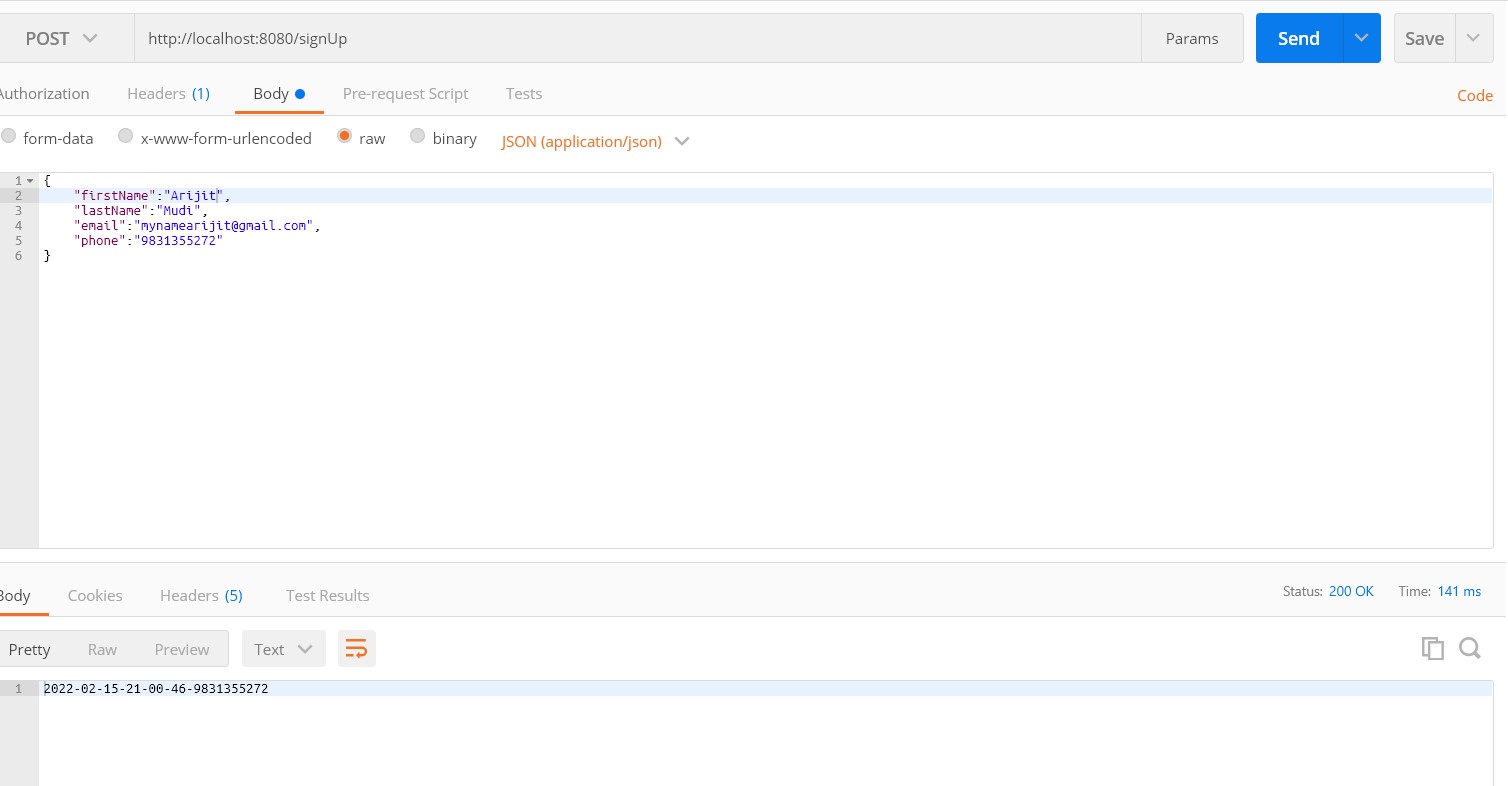 POST http://localhost:8080/signUp Params Send Save
Authorization Headers (1) Body Pre-request Script Tests Code
form-data x-www-form-urlencoded raw binary JSON (application/json)
1 {
2 "firstName":"Arijit",
3 "lastName":"Mudi",
4 "email":"mynamearijit@gmail.com",
5 "phone":"9831355272"
6 }
Body Cookies Headers (5) Test Results Status: 200 OK Time: 141 ms
Pretty Raw Preview Text
1 2022-02-15-21-00-46-9831355272